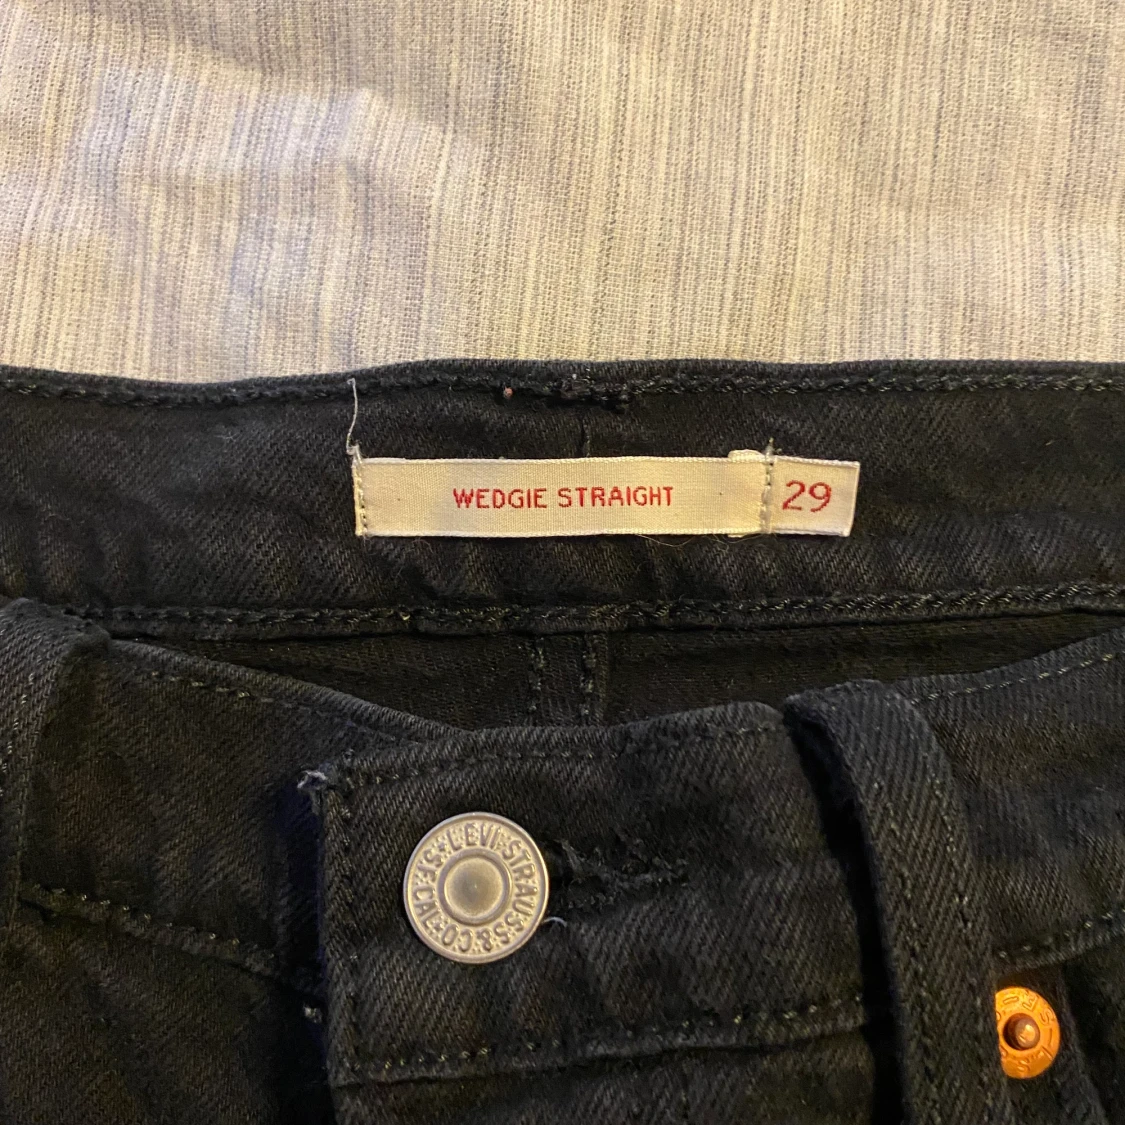 WEDGIE STRAIGHT
29
LEVI STRAUSS & CO. S.F. CAL.